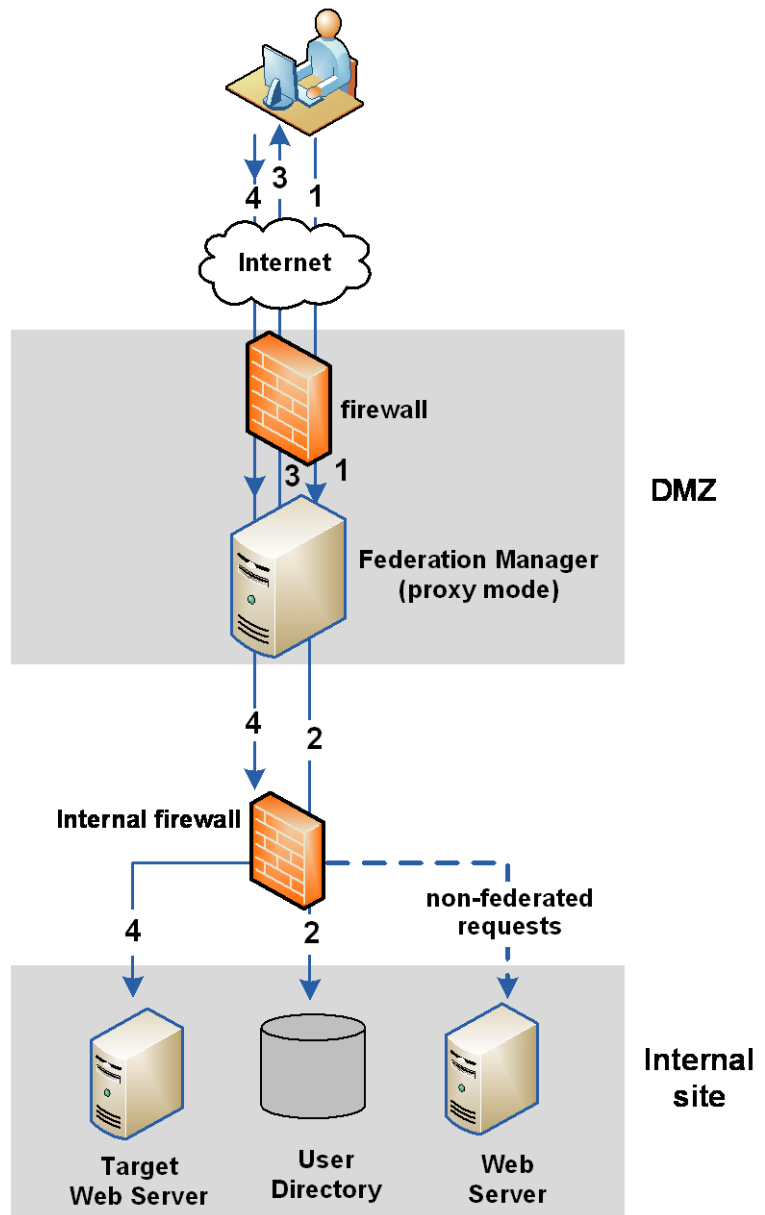 3
4
1
Internet
firewall
3
1
DMZ
Federation Manager
(proxy mode)
4
2
Internal firewall
non-federated
requests
4
2
Internal
site
Target
Web Server
User
Directory
Web
Server